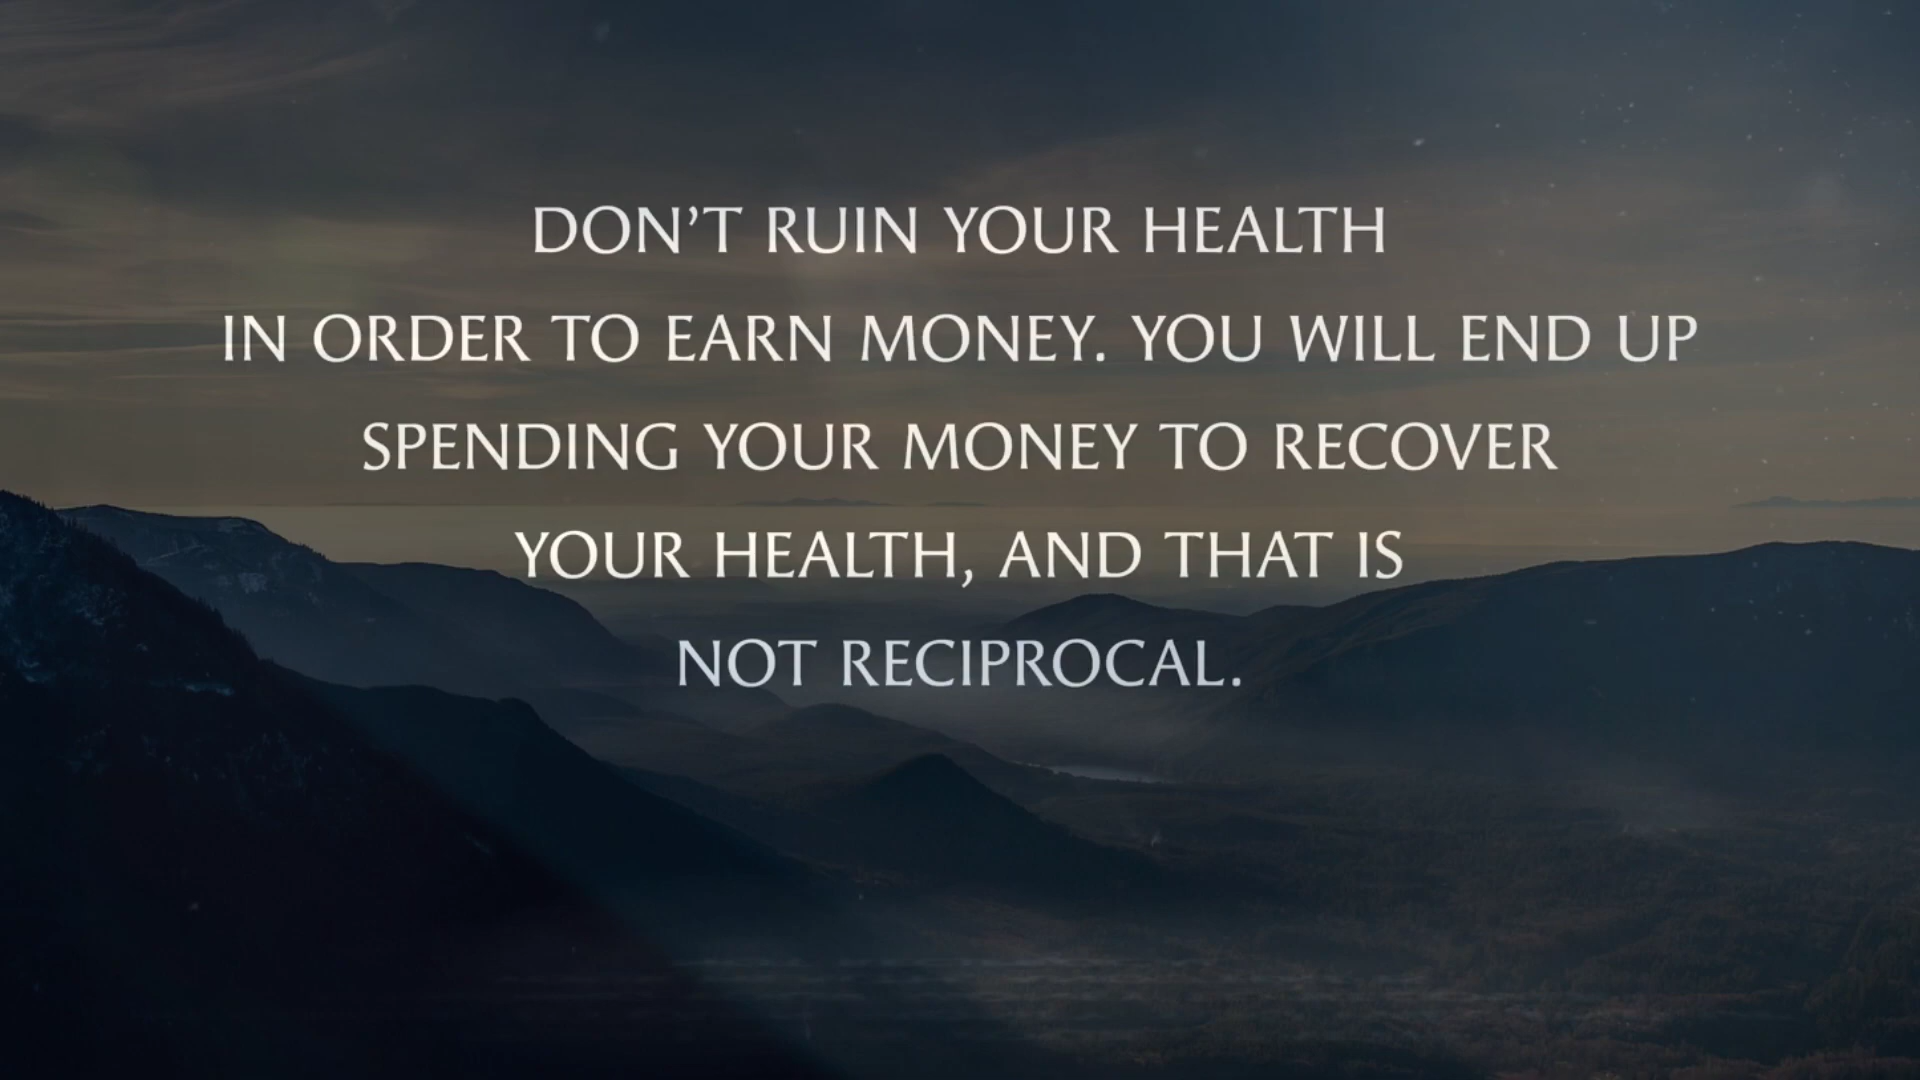 DON’T RUIN YOUR HEALTH
IN ORDER TO EARN MONEY. YOU WILL END UP
SPENDING YOUR MONEY TO RECOVER
YOUR HEALTH, AND THAT IS
NOT RECIPROCAL.